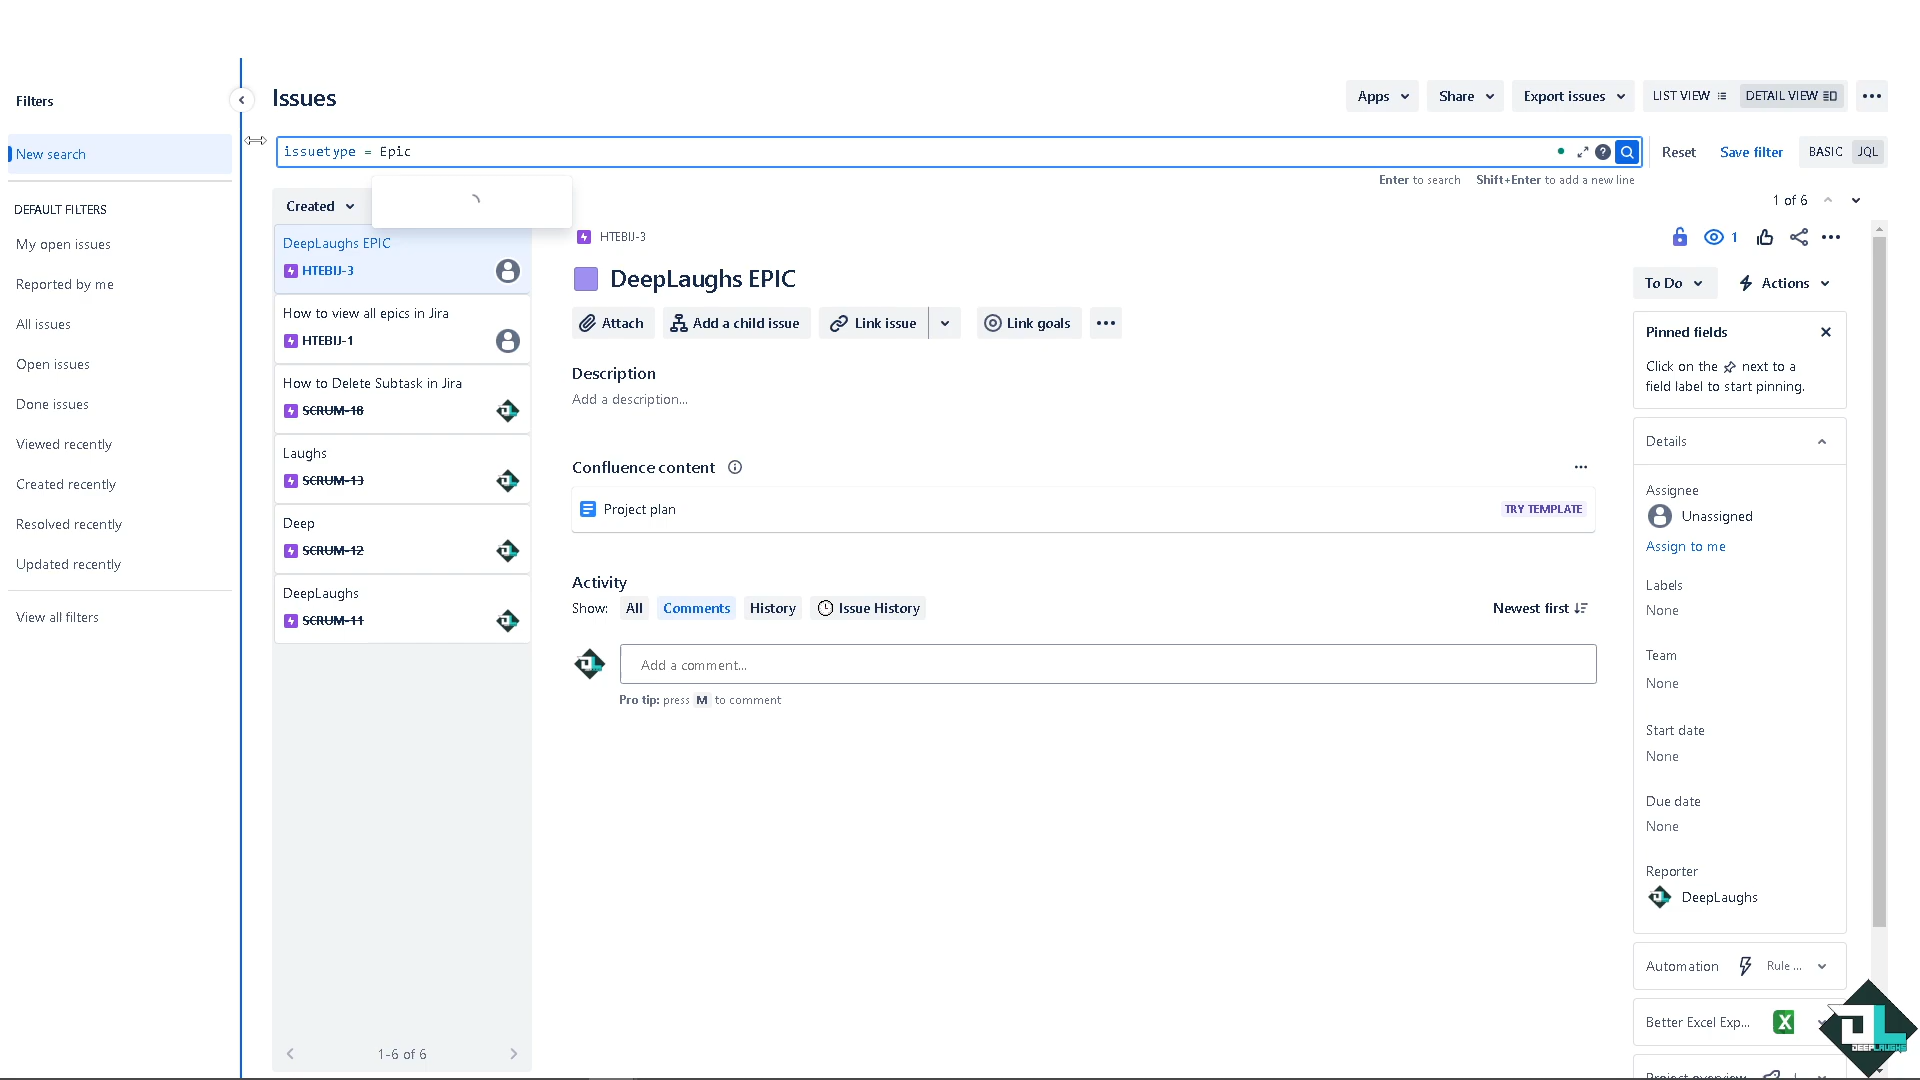 Filters
New search
DEFAULT FILTERS
My open issues
Reported by me
All issues
Open issues
Done issues
Viewed recently
Created recently
Resolved recently
Updated recently
View all filters
Issues
Apps
Share
Export issues
LIST VIEW
DETAIL VIEW
issuetype = Epic
Reset
Save filter
BASIC
JQL
Enter to search Shift+Enter to add a new line
Created
1 of 6
DeepLaughs EPIC
HTEBIJ-3
How to view all epics in Jira
HTEBIJ-1
How to Delete Subtask in Jira
SCRUM-18
Laughs
SCRUM-13
Deep
SCRUM-12
DeepLaughs
SCRUM-11
1-6 of 6
HTEBIJ-3
1
DeepLaughs EPIC
Attach
Add a child issue
Link issue
Link goals
Description
Add a description...
Confluence content
Project plan
TRY TEMPLATE
Activity
Show:
All
Comments
History
Issue History
Newest first
Add a comment...
Pro tip: press M to comment
To Do
Actions
Pinned fields
Click on the next to a
field label to start pinning.
Details
Assignee
Unassigned
Assign to me
Labels
None
Team
None
Start date
None
Due date
None
Reporter
DeepLaughs
Automation
Rule ...
Better Excel Exp...
Project overview
DEEPLAUGHS